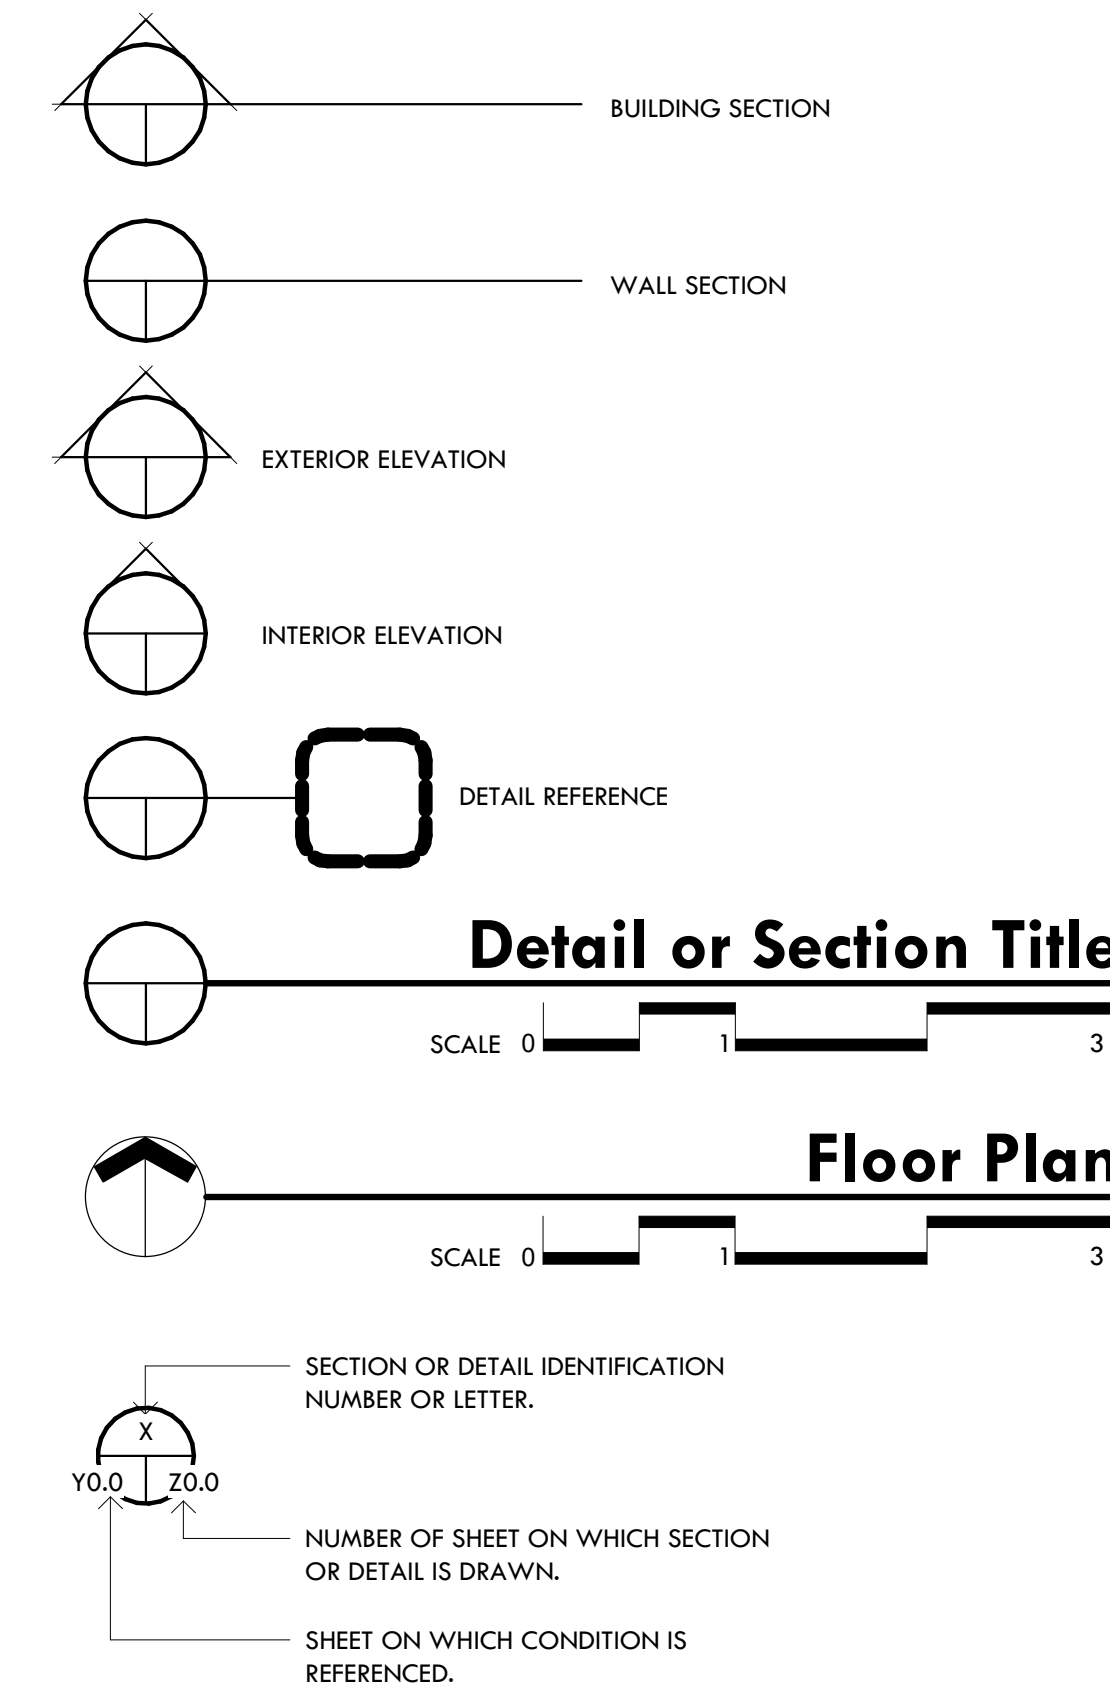 BUILDING SECTION
WALL SECTION
EXTERIOR ELEVATION
INTERIOR ELEVATION
DETAIL REFERENCE
Detail or Section Title
SCALE 0 1 3
Floor Plan
SCALE 0 1 3
SECTION OR DETAIL IDENTIFICATION
NUMBER OR LETTER.
X
Y0.0 Z0.0
NUMBER OF SHEET ON WHICH SECTION
OR DETAIL IS DRAWN.
SHEET ON WHICH CONDITION IS
REFERENCED.